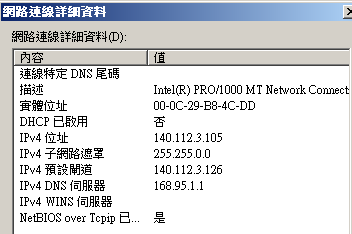 網路連線詳細資料
網路連線詳細資料(D):
內容 值
連線特定 DNS 尾碼
描述 Intel(R) PRO/1000 MT Network Connect
實體位址 00-0C-29-B8-4C-DD
DHCP 已啟用 否
IPv4 位址 140.112.3.105
IPv4 子網路遮罩 255.255.0.0
IPv4 預設閘道 140.112.3.126
IPv4 DNS 伺服器 168.95.1.1
IPv4 WINS 伺服器
NetBIOS over Tcpip 已... 是